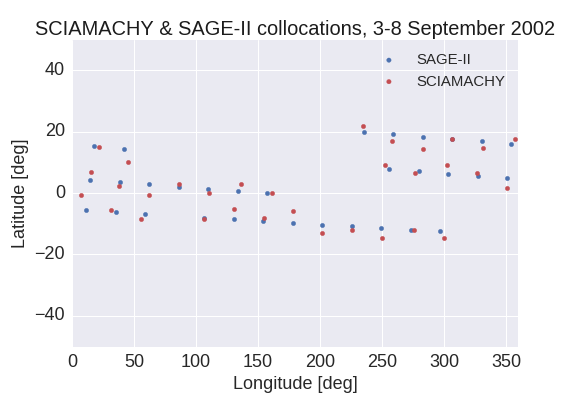 SCIAMACHY & SAGE-II collocations, 3-8 September 2002
SAGE-II
SCIAMACHY
40
20
0
−20
−40
Latitude [deg]
0 50 100 150 200 250 300 350
Longitude [deg]